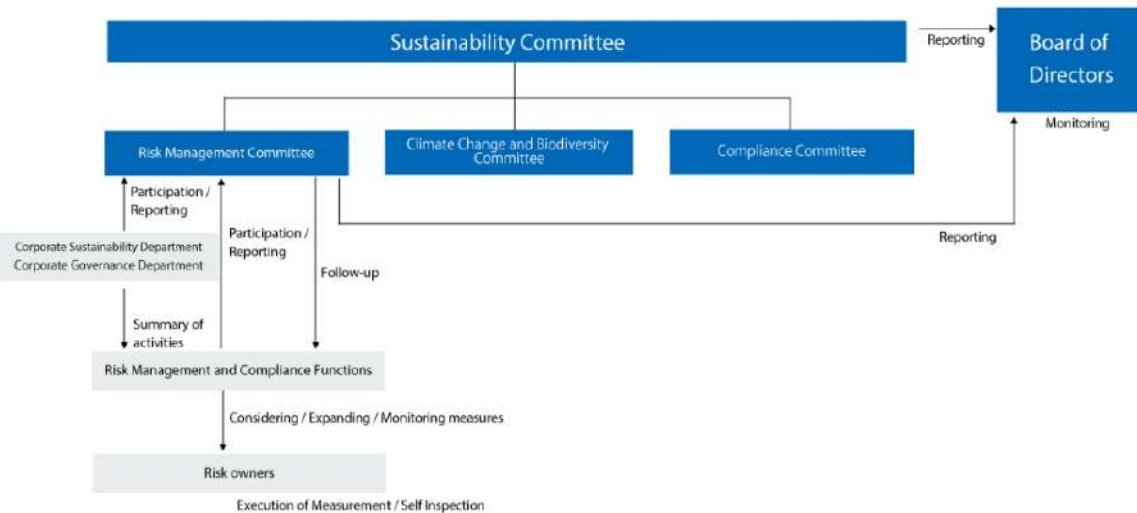 Sustainability Committee
Reporting
Board of
Directors
Monitoring
Risk Management Committee
Climate Change and Biodiversity
Committee
Compliance Committee
Participation /
Reporting
Corporate Sustainability Department
Corporate Governance Department
Participation /
Reporting
Follow-up
Reporting
Summary of
activities
Risk Management and Compliance Functions
Considering / Expanding / Monitoring measures
Risk owners
Execution of Measurement / Self Inspection